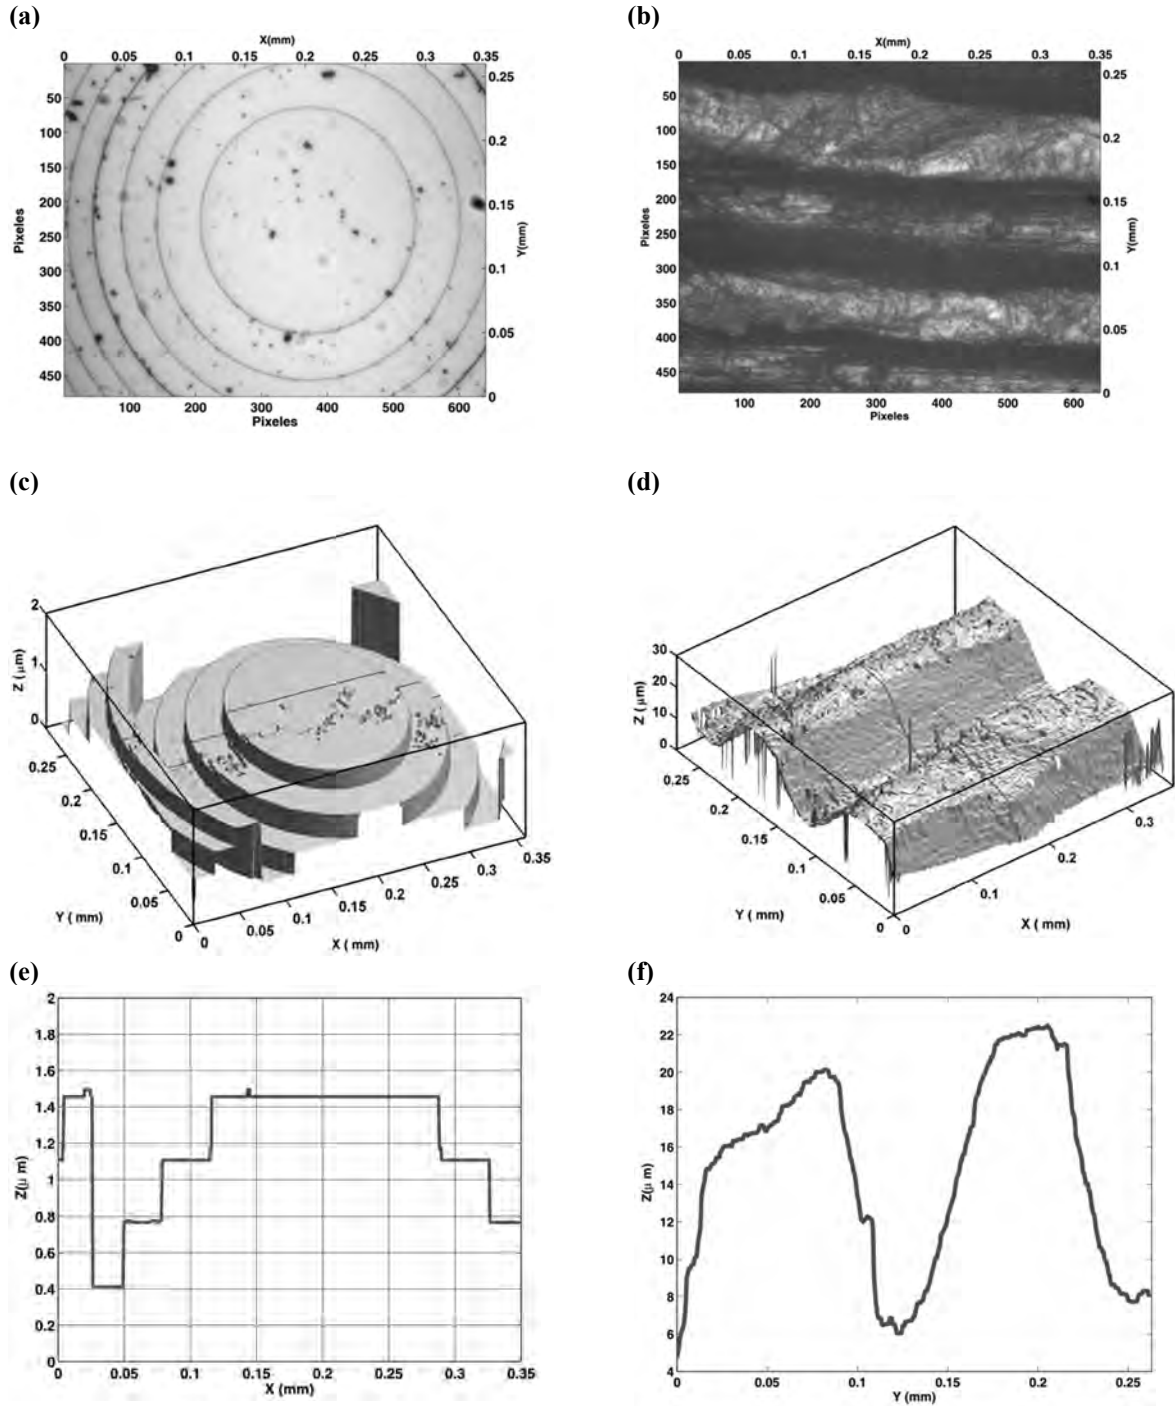 (a)
X(mm)
0 0.05 0.1 0.15 0.2 0.25 0.3 0.35
50
100
150
200
250
300
350
400
450
Pixeles
0.25
0.2
0.15
0.1
0.05
0
Y(mm)
100 200 300 400 500 600
Pixeles
(b)
X(mm)
0 0.05 0.1 0.15 0.2 0.25 0.3 0.35
50
100
150
200
250
300
350
400
450
Pixeles
0.25
0.2
0.15
0.1
0.05
0
Y(mm)
100 200 300 400 500 600
Pixeles
(c)
2
1
0
Z ( μm)
0.25
0.2
0.15
0.1
0.05
0
Y ( mm)
0 0.05 0.1 0.15 0.2 0.25 0.3 0.35
X ( mm)
(d)
30
20
10
0
Z ( μm)
0.25
0.2
0.15
0.1
0.05
0
Y ( mm)
0 0.1 0.2 0.3
X ( mm)
(e)
2
1.8
1.6
1.4
1.2
1
0.8
0.6
0.4
0.2
0
Z(μ m)
0 0.05 0.1 0.15 0.2 0.25 0.3 0.35
X (mm)
(f)
24
22
20
18
16
14
12
10
8
6
4
Z(μ m)
0 0.05 0.1 0.15 0.2 0.25
Y (mm)